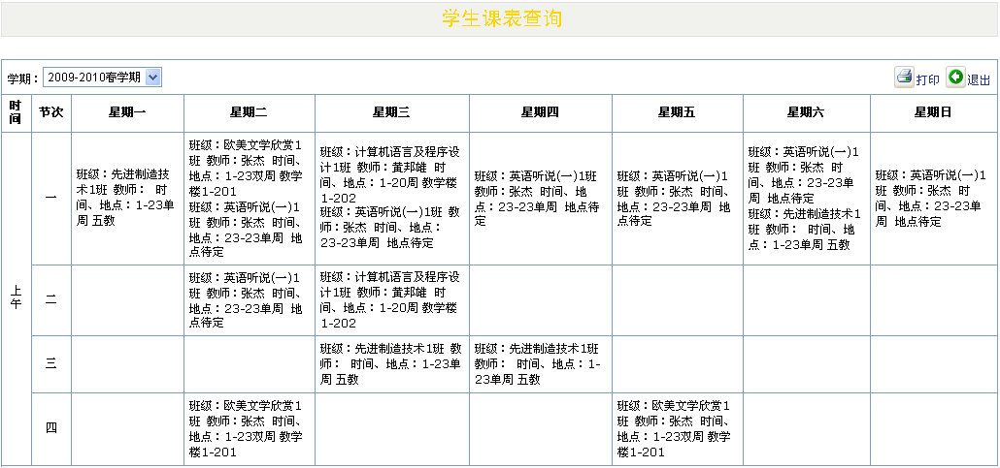 学生课表查询
学期：2009-2010春学期
打印 退出
时
间
节次 星期一 星期二 星期三 星期四 星期五 星期六 星期日
上
午
一
班级：先进制造技
术1班 教师： 时
间、地点：1-23单
周 五教
班级：欧美文学欣赏1
班 教师：张杰 时间、
地点：1-23双周 教学
楼1-201
班级：英语听说(一)1
班 教师：张杰 时间、
地点：23-23单周 地
点待定
班级：计算机语言及程序设
计1班 教师：黄邦雄 时
间、地点：1-20周 教学楼
1-202
班级：英语听说(一)1班 教
师：张杰 时间、地点：
23-23单周 地点待定
班级：英语听说(一)1班
教师：张杰 时间、地
点：23-23单周 地点待
定
班级：英语听说(一)1
班 教师：张杰 时间、
地点：23-23单周 地
点待定
班级：英语听说(一)1
班 教师：张杰 时
间、地点：23-23单
周 地点待定
班级：先进制造技术1
班 教师： 时间、地
点：1-23单周 五教
班级：英语听说(一)1
班 教师：张杰 时
间、地点：23-23单
周 地点待定
二
班级：英语听说(一)1
班 教师：张杰 时间、
地点：23-23单周 地
点待定
班级：计算机语言及程序设
计1班 教师：黄邦雄 时
间、地点：1-20周 教学楼
1-202
三
班级：先进制造技术1班 教
师： 时间、地点：1-23单
周 五教
班级：先进制造技术1班
教师： 时间、地点：1-
23单周 五教
四
班级：欧美文学欣赏1
班 教师：张杰 时间、
地点：1-23双周 教学
楼1-201
班级：欧美文学欣赏1
班 教师：张杰 时间、
地点：1-23双周 教学
楼1-201